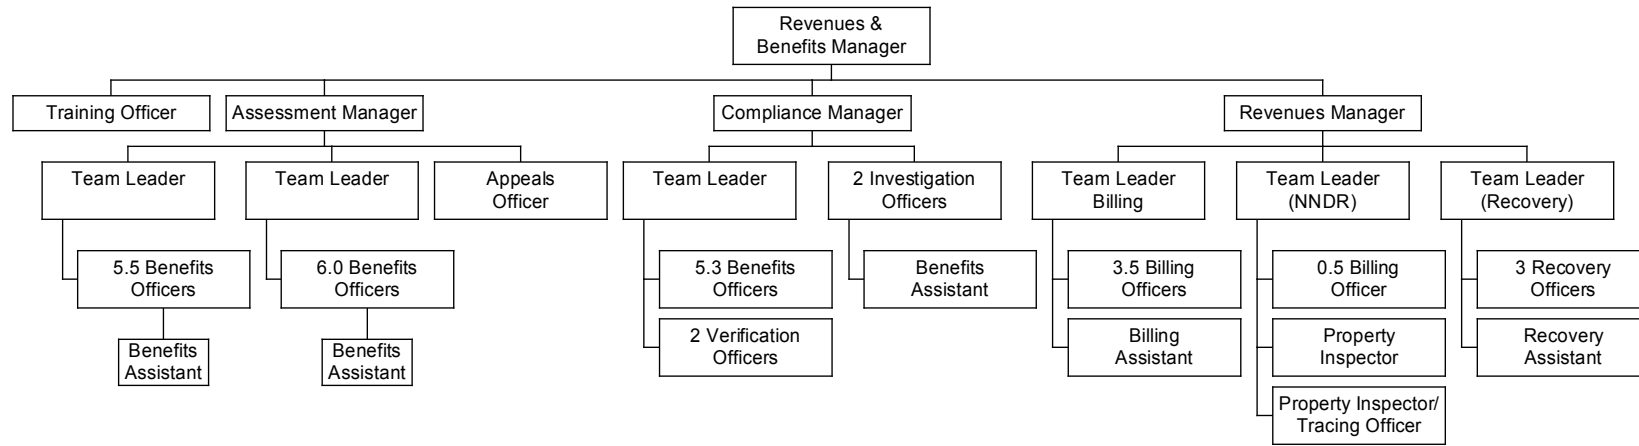 Revenues &
Benefits Manager
Training Officer
Assessment Manager
Compliance Manager
Revenues Manager
Team Leader
Team Leader
Appeals
Officer
Team Leader
2 Investigation
Officers
Team Leader
Billing
Team Leader
(NNDR)
Team Leader
(Recovery)
5.5 Benefits
Officers
6.0 Benefits
Officers
5.3 Benefits
Officers
Benefits
Assistant
3.5 Billing
Officers
0.5 Billing
Officer
3 Recovery
Officers
Benefits
Assistant
Benefits
Assistant
2 Verification
Officers
Billing
Assistant
Property
Inspector
Recovery
Assistant
Property Inspector/
Tracing Officer